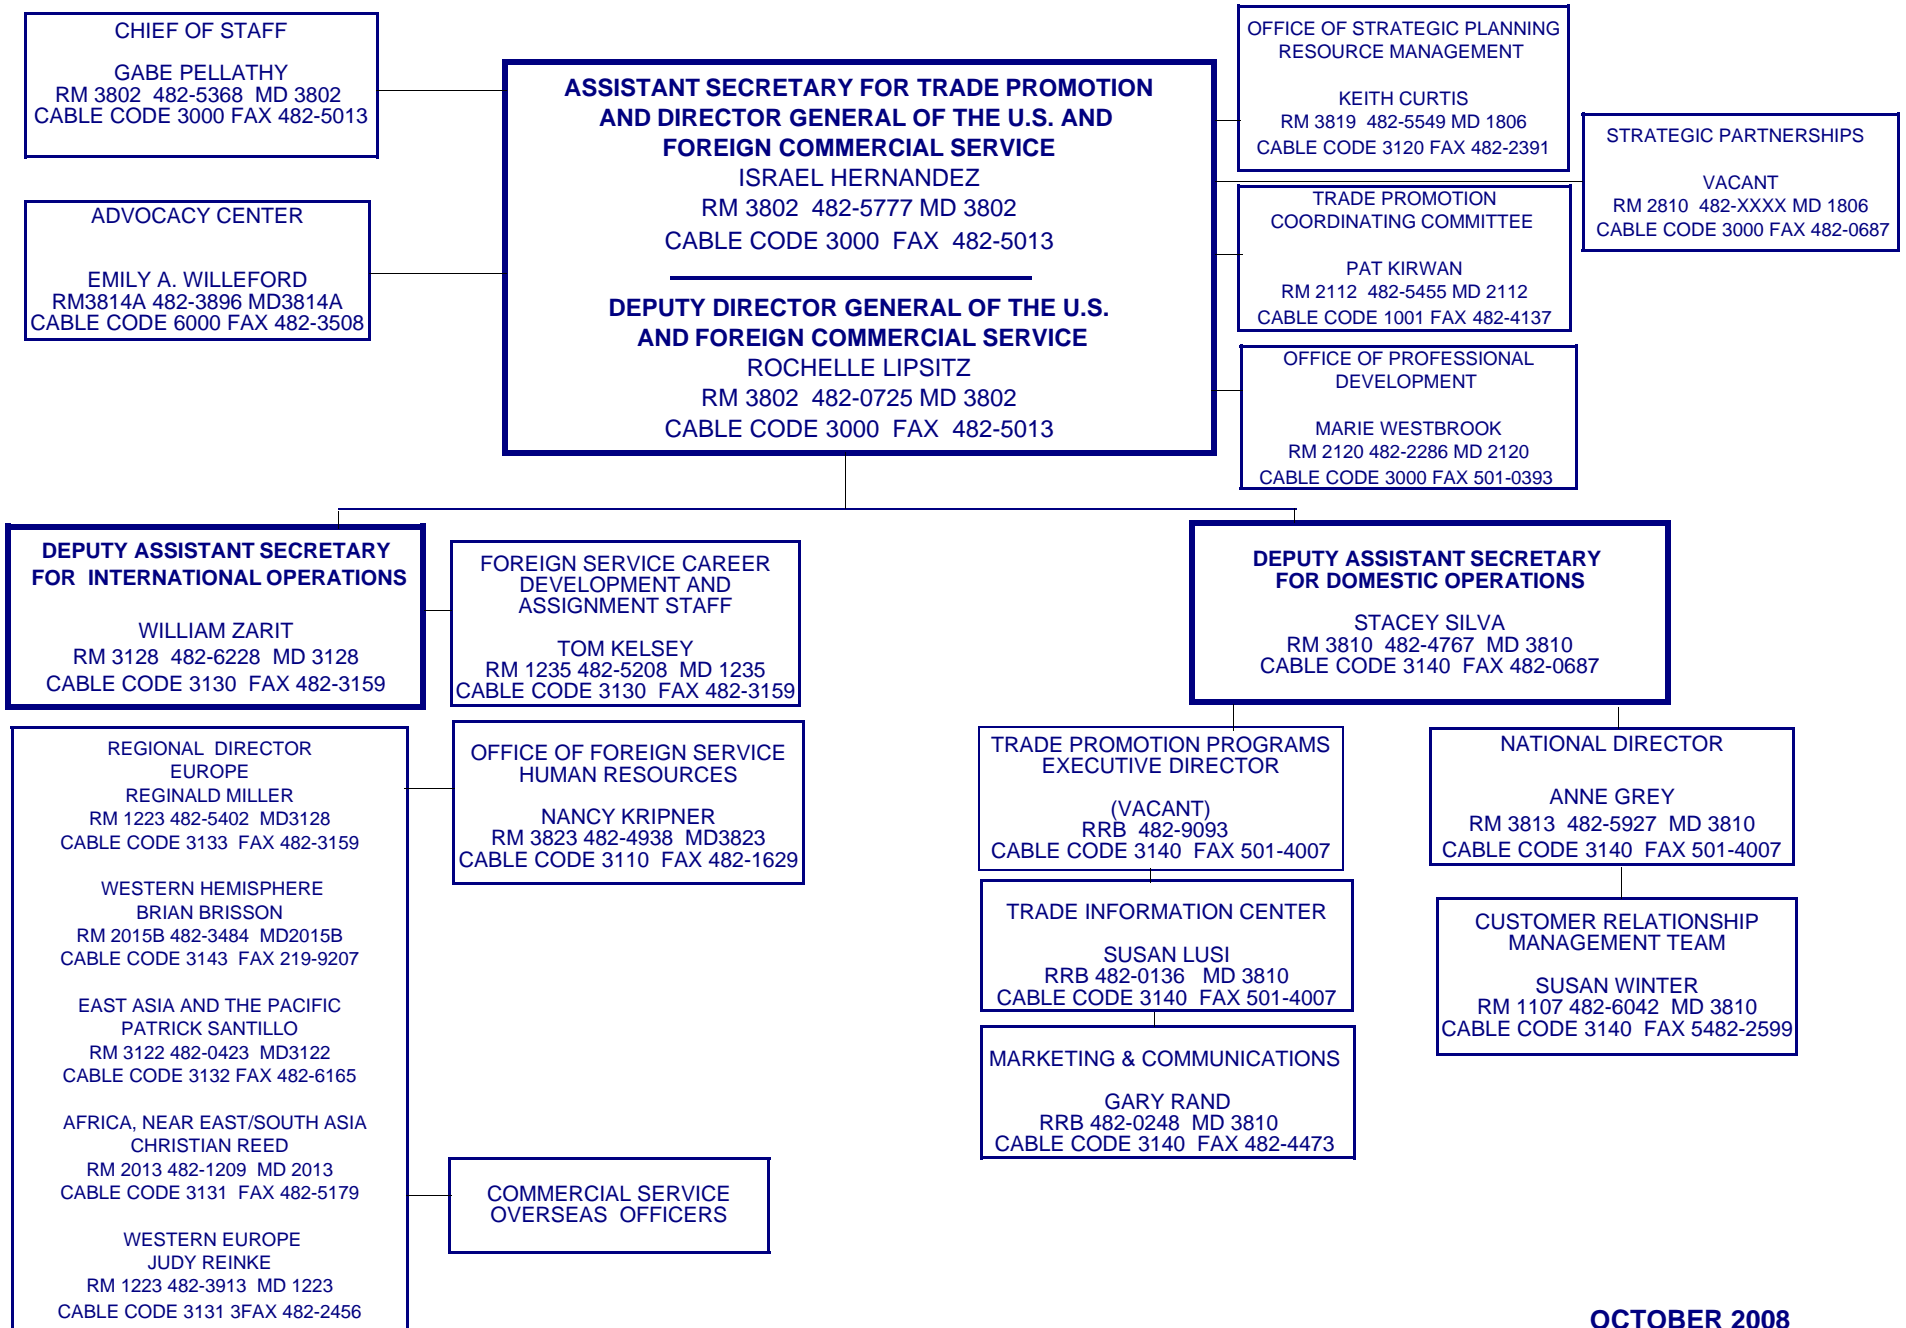 CHIEF OF STAFF
GABE PELLATHY
RM 3802 482-5368 MD 3802
CABLE CODE 3000 FAX 482-5013
ADVOCACY CENTER
EMILY A. WILLEFORD
RM3814A 482-3896 MD3814A
CABLE CODE 6000 FAX 482-3508
ASSISTANT SECRETARY FOR TRADE PROMOTION
AND DIRECTOR GENERAL OF THE U.S. AND
FOREIGN COMMERCIAL SERVICE
ISRAEL HERNANDEZ
RM 3802 482-5777 MD 3802
CABLE CODE 3000 FAX 482-5013
DEPUTY DIRECTOR GENERAL OF THE U.S.
AND FOREIGN COMMERCIAL SERVICE
ROCHELLE LIPSITZ
RM 3802 482-0725 MD 3802
CABLE CODE 3000 FAX 482-5013
OFFICE OF STRATEGIC PLANNING
RESOURCE MANAGEMENT
KEITH CURTIS
RM 3819 482-5549 MD 1806
CABLE CODE 3120 FAX 482-2391
STRATEGIC PARTNERSHIPS
VACANT
RM 2810 482-XXXX MD 1806
CABLE CODE 3000 FAX 482-0687
TRADE PROMOTION
COORDINATING COMMITTEE
PAT KIRWAN
RM 2112 482-5455 MD 2112
CABLE CODE 1001 FAX 482-4137
OFFICE OF PROFESSIONAL
DEVELOPMENT
MARIE WESTBROOK
RM 2120 482-2286 MD 2120
CABLE CODE 3000 FAX 501-0393
DEPUTY ASSISTANT SECRETARY
FOR INTERNATIONAL OPERATIONS
WILLIAM ZARIT
RM 3128 482-6228 MD 3128
CABLE CODE 3130 FAX 482-3159
FOREIGN SERVICE CAREER
DEVELOPMENT AND
ASSIGNMENT STAFF
TOM KELSEY
RM 1235 482-5208 MD 1235
CABLE CODE 3130 FAX 482-3159
DEPUTY ASSISTANT SECRETARY
FOR DOMESTIC OPERATIONS
STACEY SILVA
RM 3810 482-4767 MD 3810
CABLE CODE 3140 FAX 482-0687
REGIONAL DIRECTOR
EUROPE
REGINALD MILLER
RM 1223 482-5402 MD3128
CABLE CODE 3133 FAX 482-3159
WESTERN HEMISPHERE
BRIAN BRISSON
RM 2015B 482-3484 MD2015B
CABLE CODE 3143 FAX 219-9207
EAST ASIA AND THE PACIFIC
PATRICK SANTILLO
RM 3122 482-0423 MD3122
CABLE CODE 3132 FAX 482-6165
AFRICA, NEAR EAST/SOUTH ASIA
CHRISTIAN REED
RM 2013 482-1209 MD 2013
CABLE CODE 3131 FAX 482-5179
WESTERN EUROPE
JUDY REINKE
RM 1223 482-3913 MD 1223
CABLE CODE 3131 3FAX 482-2456
OFFICE OF FOREIGN SERVICE
HUMAN RESOURCES
NANCY KRIPNER
RM 3823 482-4938 MD3823
CABLE CODE 3110 FAX 482-1629
COMMERCIAL SERVICE
OVERSEAS OFFICERS
TRADE PROMOTION PROGRAMS
EXECUTIVE DIRECTOR
(VACANT)
RRB 482-9093
CABLE CODE 3140 FAX 501-4007
TRADE INFORMATION CENTER
SUSAN LUSI
RRB 482-0136 MD 3810
CABLE CODE 3140 FAX 501-4007
MARKETING & COMMUNICATIONS
GARY RAND
RRB 482-0248 MD 3810
CABLE CODE 3140 FAX 482-4473
NATIONAL DIRECTOR
ANNE GREY
RM 3813 482-5927 MD 3810
CABLE CODE 3140 FAX 501-4007
CUSTOMER RELATIONSHIP
MANAGEMENT TEAM
SUSAN WINTER
RM 1107 482-6042 MD 3810
CABLE CODE 3140 FAX 5482-2599
OCTOBER 2008